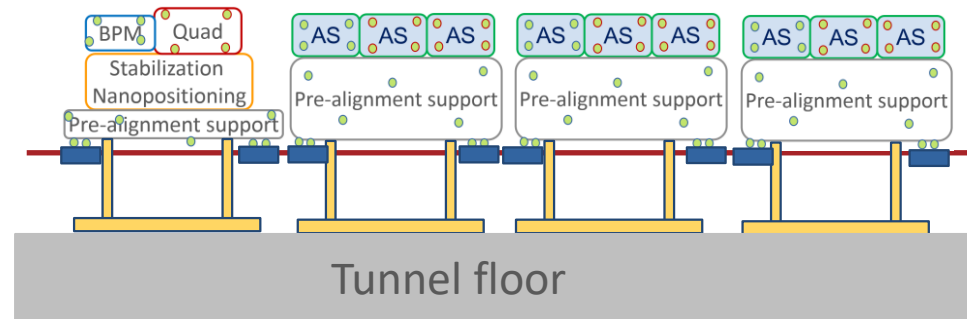 BPM Quad
Stabilization
Nanopositioning
Pre-alignment support
AS AS AS
Pre-alignment support
AS AS AS
Pre-alignment support
AS AS AS
Pre-alignment support
Tunnel floor